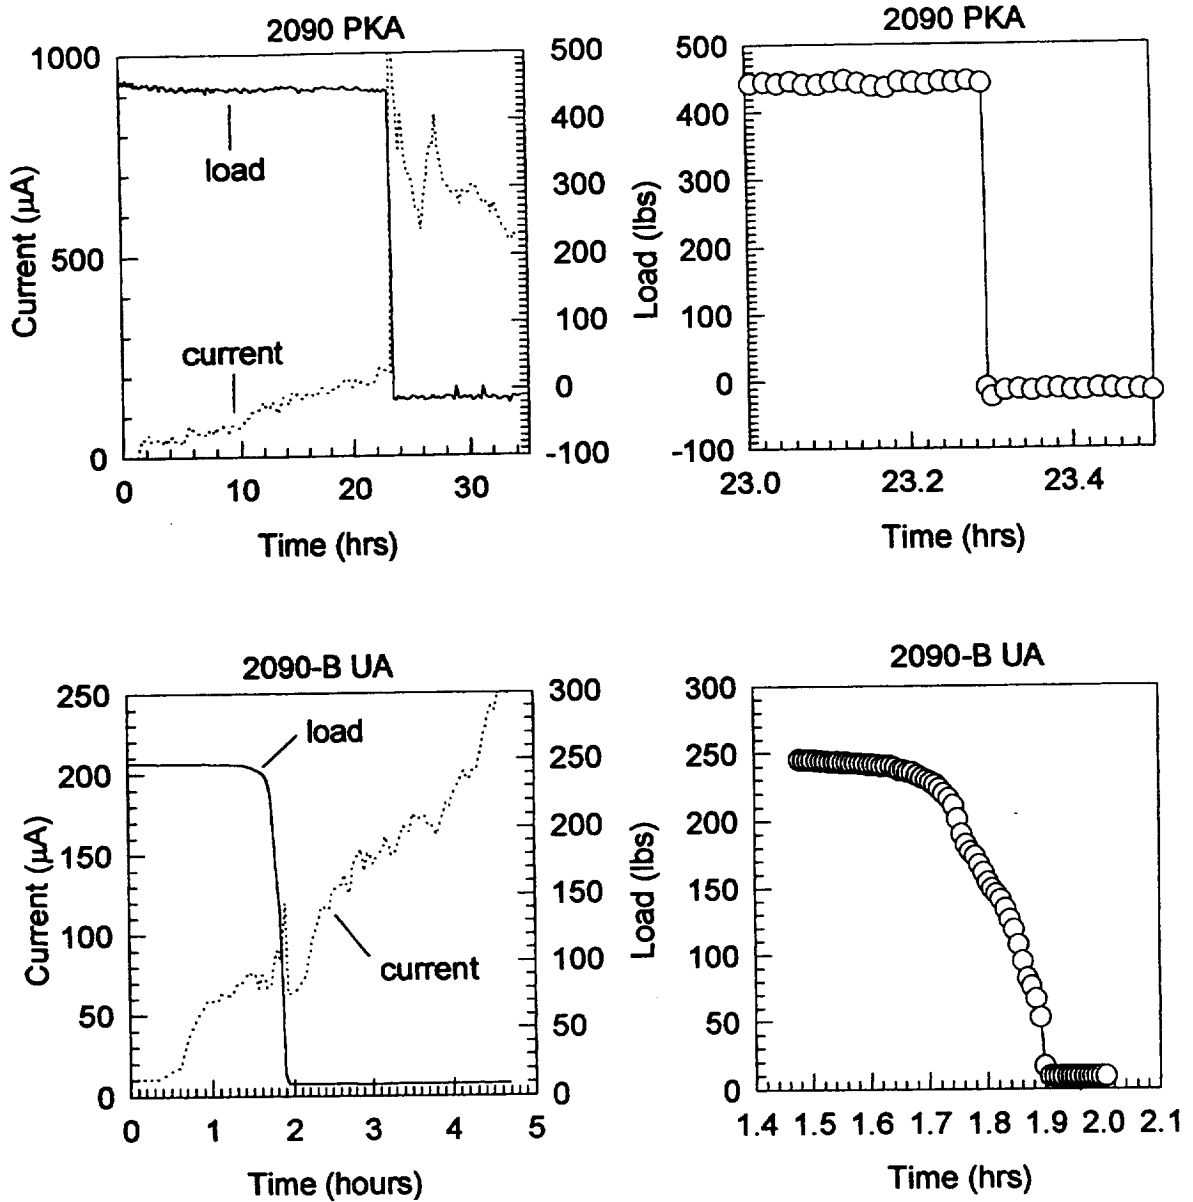 2090 PKA
1000
500
0
Current (µA)
load
current
500
400
300
200
100
0
-100
0 10 20 30
Time (hrs)
2090 PKA
Load (lbs)
500
400
300
200
100
0
-100
23.0 23.2 23.4
Time (hrs)
2090-B UA
250
200
150
100
50
0
Current (µA)
load
current
300
250
200
150
100
50
0
0 1 2 3 4 5
Time (hours)
2090-B UA
Load (lbs)
300
250
200
150
100
50
0
1.4 1.5 1.6 1.7 1.8 1.9 2.0 2.1
Time (hrs)